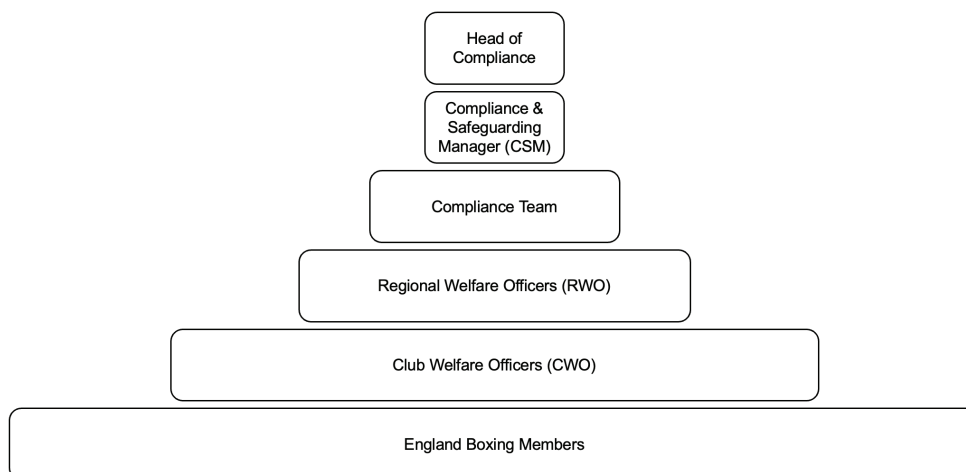 Head of
Compliance
Compliance &
Safeguarding
Manager (CSM)
Compliance Team
Regional Welfare Officers (RWO)
Club Welfare Officers (CWO)
England Boxing Members